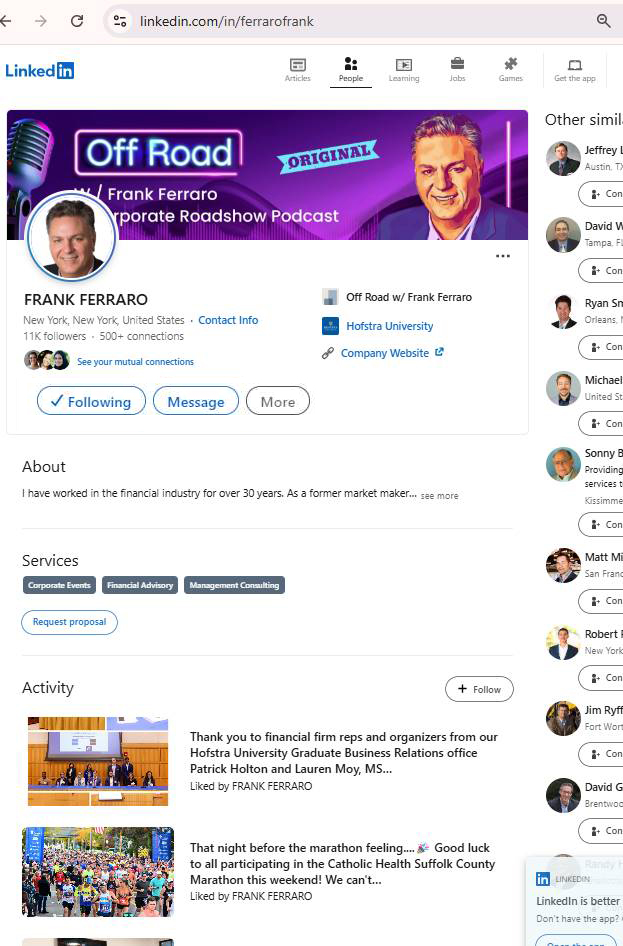 linkedin.com/in/ferrarofrank
Linkedin
Articles
People
Learning
Jobs
Games
Get the app
Off Road
ORIGINAL
/ Frank Ferraro
rporate Roadshow Podcast
FRANK FERRARO
New York, New York, United States · Contact Info
11K followers · 500+ connections
See your mutual connections
Off Road w/ Frank Ferraro
Hofstra University
Company Website
Following
Message
More
About
I have worked in the financial industry for over 30 years. As a former market maker... see more
Services
Corporate Events
Financial Advisory
Management Consulting
Request proposal
Activity
+ Follow
Thank you to financial firm reps and organizers from our
Hofstra University Graduate Business Relations office
Patrick Holton and Lauren Moy, MS...
Liked by FRANK FERRARO
That night before the marathon feeling.... 🎉 Good luck
to all participating in the Catholic Health Suffolk County
Marathon this weekend! We can't...
Liked by FRANK FERRARO
Other simil
Jeffrey L
Austin, TX
Con
David W
Tampa, FL
Con
Ryan Sm
Orleans, M
Con
Michael
United St
Con
Sonny B
Providing
services t
Kissimme
Con
Matt Mi
San Franc
Con
Robert
New York
Con
Jim Ryff
Fort Wort
Con
David G
Brentwoo
Con
Randy H
in LINKEDIN
LinkedIn is better
Don't have the app?
Open the app